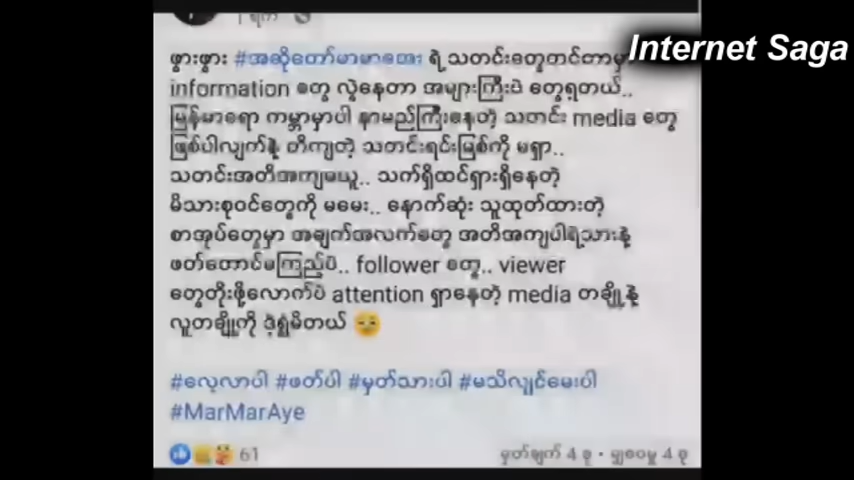 Internet Saga
ဖွားဖွား #အဆိုတော်မာမာအေး ရဲ့သတင်းတွေတင်တာမှာ
information တွေ လွဲနေတာ အများကြီးပဲ တွေ့ရတယ်..
မြန်မာရော ကမ္ဘာမှာပါ နာမည်ကြီးနေတဲ့ သတင်း media တွေ
ဖြစ်ပါလျက်နဲ့ တိကျတဲ့ သတင်းရင်းမြစ်ကို မရှာ..
သတင်းအတိအကျမယူ.. သက်ရှိထင်ရှားရှိနေတဲ့
မိသားစုဝင်တွေကို မမေး.. နောက်ဆုံး သူထုတ်ထားတဲ့
စာအုပ်တွေမှာ အချက်အလက်တွေ အတိအကျပါရဲ့သားနဲ့
ဖတ်တောင်မကြည့်ပဲ.. follower တွေ.. viewer
တွေတိုးဖို့လောက်ပဲ attention ရှာနေတဲ့ media တချို့နဲ့
လူတချို့ကို ဒဲ့ရွံ့မိတယ် 😳
#လေ့လာပါ #ဖတ်ပါ #မှတ်သားပါ #မသိလျှင်မေးပါ
#MarMarAye
61 မှတ်ချက် 4 ခု • မျှဝေမှု 4 ခု